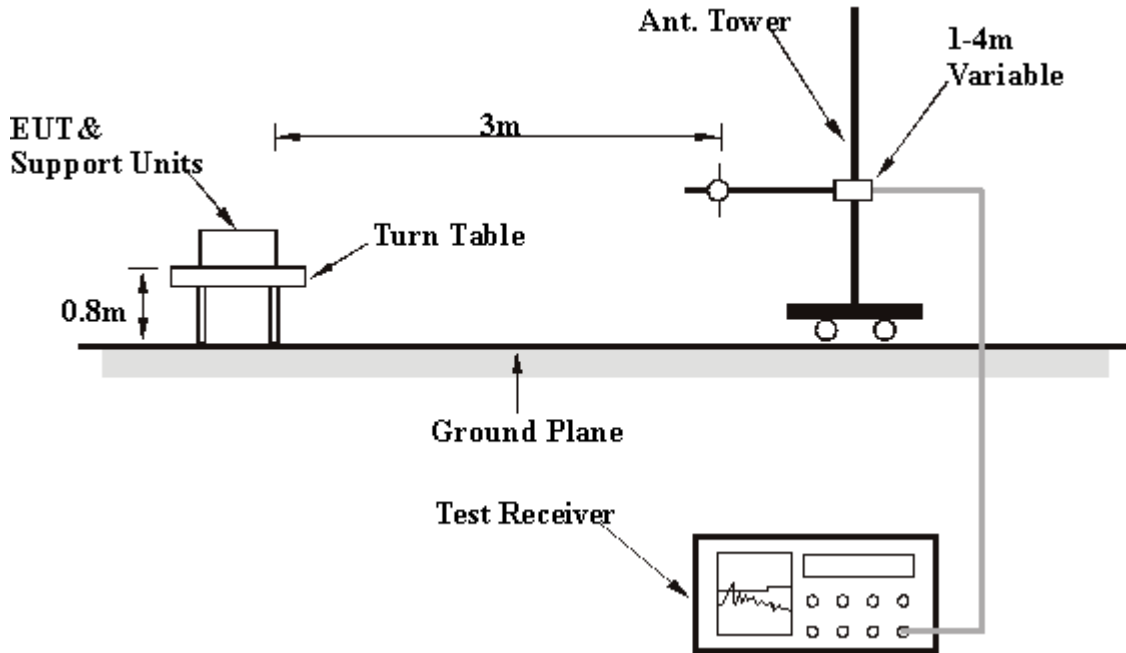 Ant. Tower
1-4m
Variable
EUT &
Support Units
3m
Turn Table
0.8m
Ground Plane
Test Receiver